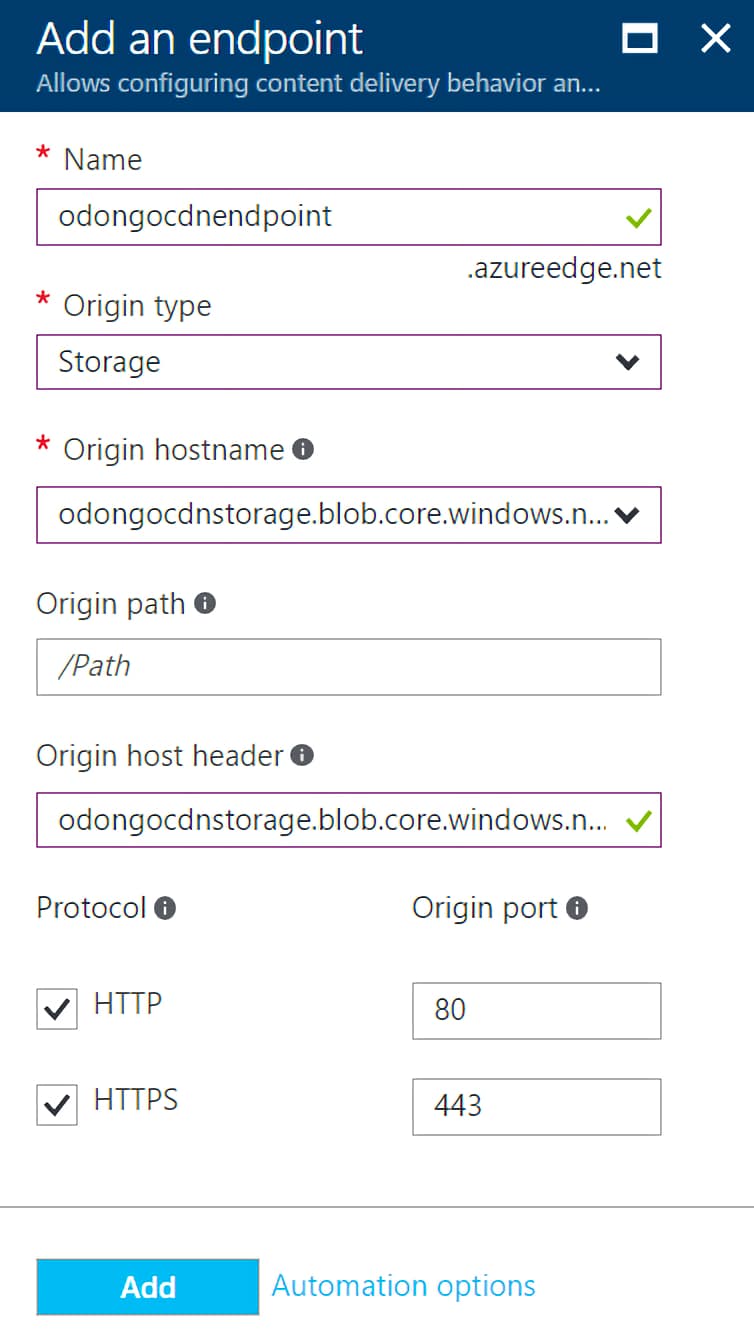 Add an endpoint
Allows configuring content delivery behavior an...
* Name
odongocdnendpoint
.azureedge.net
* Origin type
Storage
* Origin hostname
odongocdnstorage.blob.core.windows.n...
Origin path
/Path
Origin host header
odongocdnstorage.blob.core.windows.n...
Protocol Origin port
HTTP 80
HTTPS 443
Add Automation options